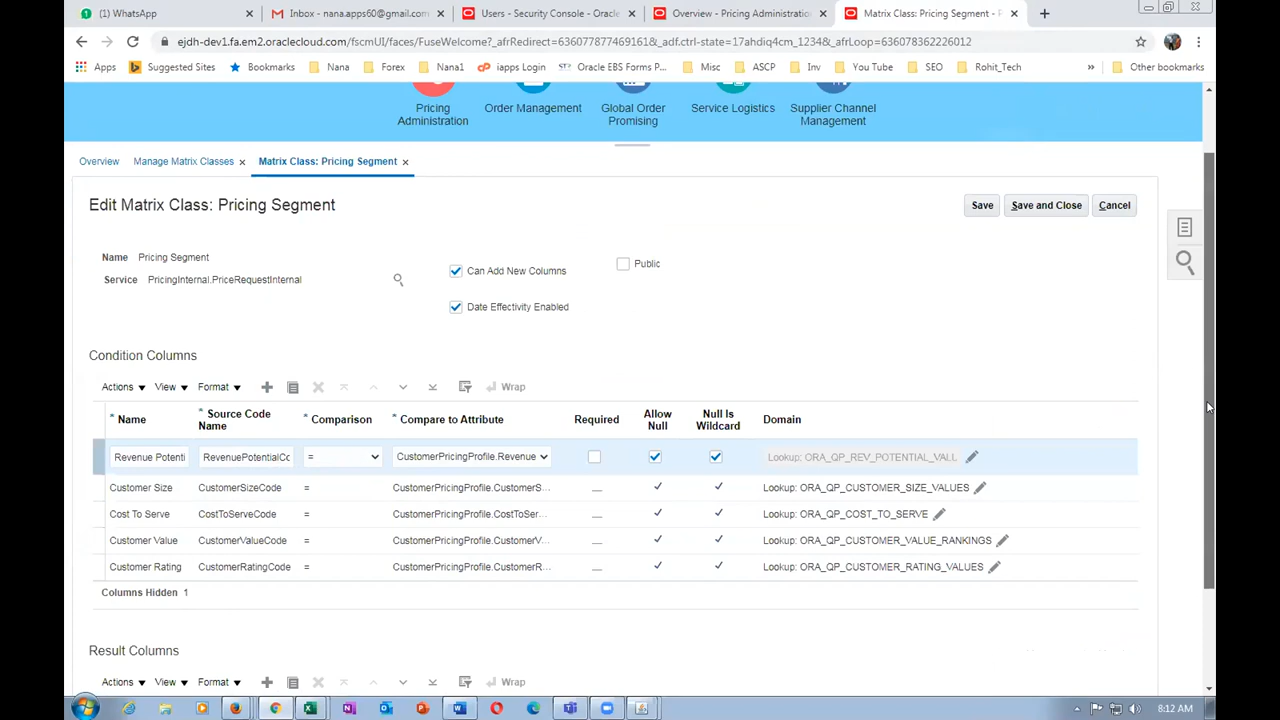 (1) WhatsApp
Inbox - nana.apps60@gmail.com
Users - Security Console - Oracle
Overview - Pricing Administration
Matrix Class: Pricing Segment - P
ejdh-dev1.fa.em2.oraclecloud.com/fscmUI/faces/FuseWelcome?_afrRedirect=6360778774691618&_adf.ctrl-state=17ahdiq4cm_1234&_afrLoop=636078362226012
Apps Suggested Sites Bookmarks Nana Forex Nana1 iapps Login Oracle EBS Forms P... Misc ASCP Inv You Tube SEO Rohit_Tech » Other bookmarks
Pricing Administration
Order Management
Global Order Promising
Service Logistics
Supplier Channel Management
Overview Manage Matrix Classes Matrix Class: Pricing Segment
Edit Matrix Class: Pricing Segment
Save Save and Close Cancel
Name Pricing Segment
Service PricingInternal.PriceRequestInternal
Can Add New Columns
Public
Date Effectivity Enabled
Condition Columns
Actions View Format Wrap
* Name * Source Code Name * Comparison * Compare to Attribute Required Allow Null Null Is Wildcard Domain
Revenue Potenti RevenuePotentialCo = CustomerPricingProfile.Revenue Lookup: ORA_QP_REV_POTENTIAL_VALU
Customer Size CustomerSizeCode = CustomerPricingProfile.CustomerS... Lookup: ORA_QP_CUSTOMER_SIZE_VALUES
Cost To Serve CostToServeCode = CustomerPricingProfile.CostToSer... Lookup: ORA_QP_COST_TO_SERVE
Customer Value CustomerValueCode = CustomerPricingProfile.CustomerV... Lookup: ORA_QP_CUSTOMER_VALUE_RANKINGS
Customer Rating CustomerRatingCode = CustomerPricingProfile.CustomerR... Lookup: ORA_QP_CUSTOMER_RATING_VALUES
Columns Hidden 1
Result Columns
Actions View Format Wrap
8:12 AM